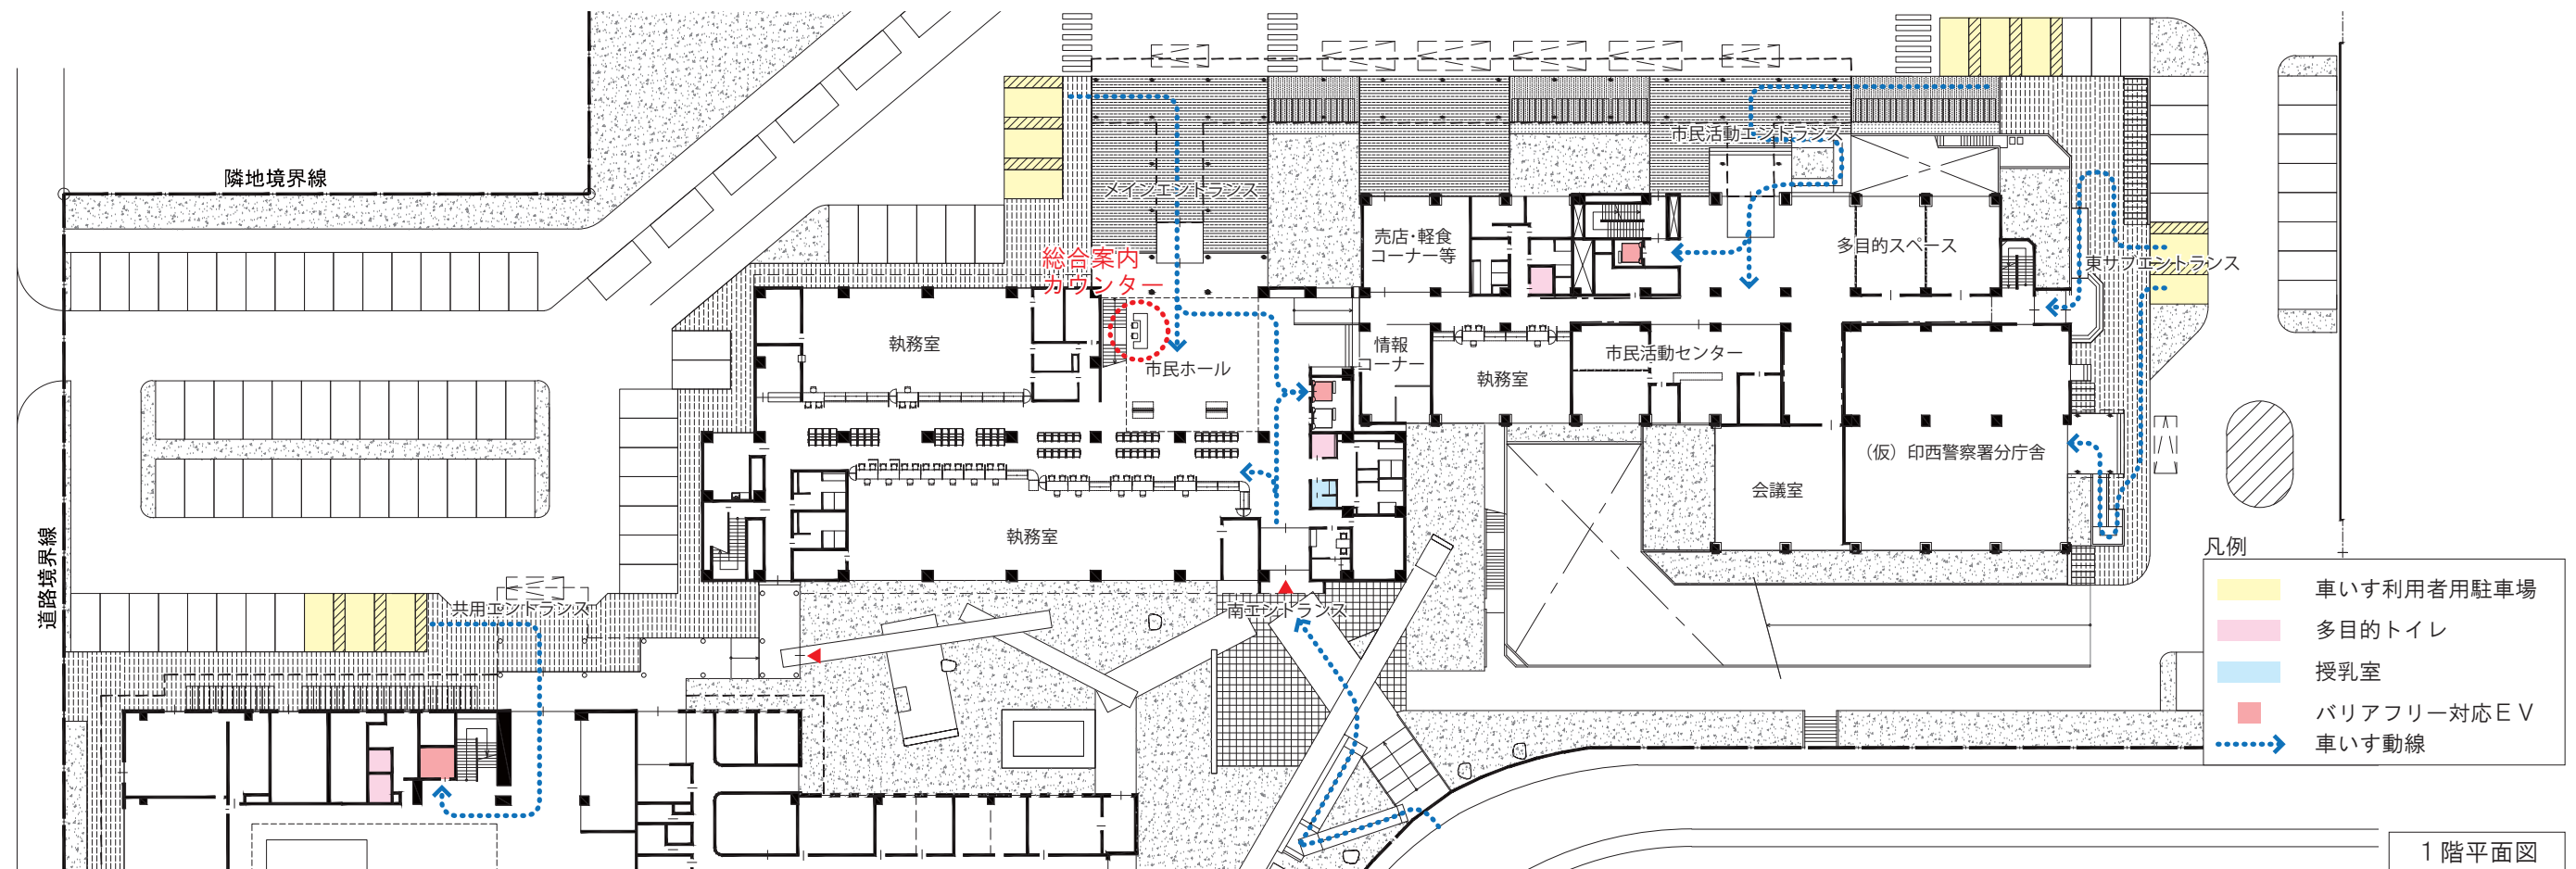 隣地境界線
市民活動エントランス
メインエントランス
総合案内
カウンター
売店・軽食
コーナー等
多目的スペース
東サブエントランス
執務室
市民ホール
情報
コーナー
執務室
市民活動センター
(仮)印西警察署分庁舎
会議室
執務室
道路境界線
共用エントランス
南エントランス
凡例
車いす利用者用駐車場
多目的トイレ
授乳室
バリアフリー対応EV
車いす動線
1階平面図